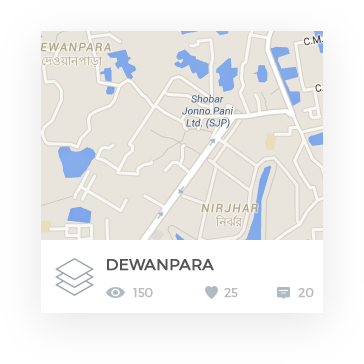 C.M.
EWANPARA
দেওয়ানপাড়া
Shobar
Jonno Pani
Ltd. (SJP)
C.
NIRJHAR
নির্ঝর
DEWANPARA
150
25
20